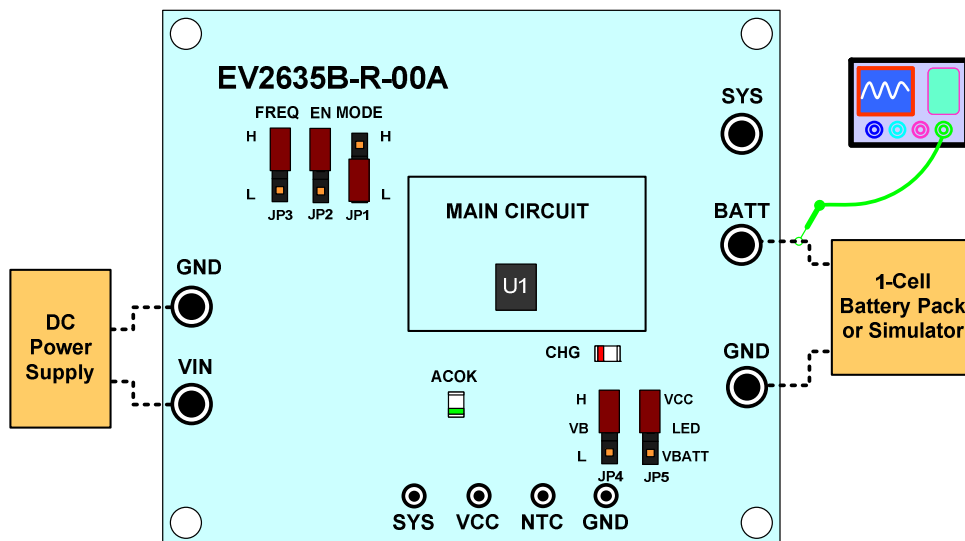 EV2635B-R-00A
SYS
FREQ EN MODE
H H
L L
JP3 JP2 JP1
MAIN CIRCUIT
U1
BATT
GND
DC
Power
Supply
VIN
1-Cell
Battery Pack
or Simulator
CHG
GND
ACOK
H VCC
VB LED
L VBATT
JP4 JP5
SYS VCC NTC GND